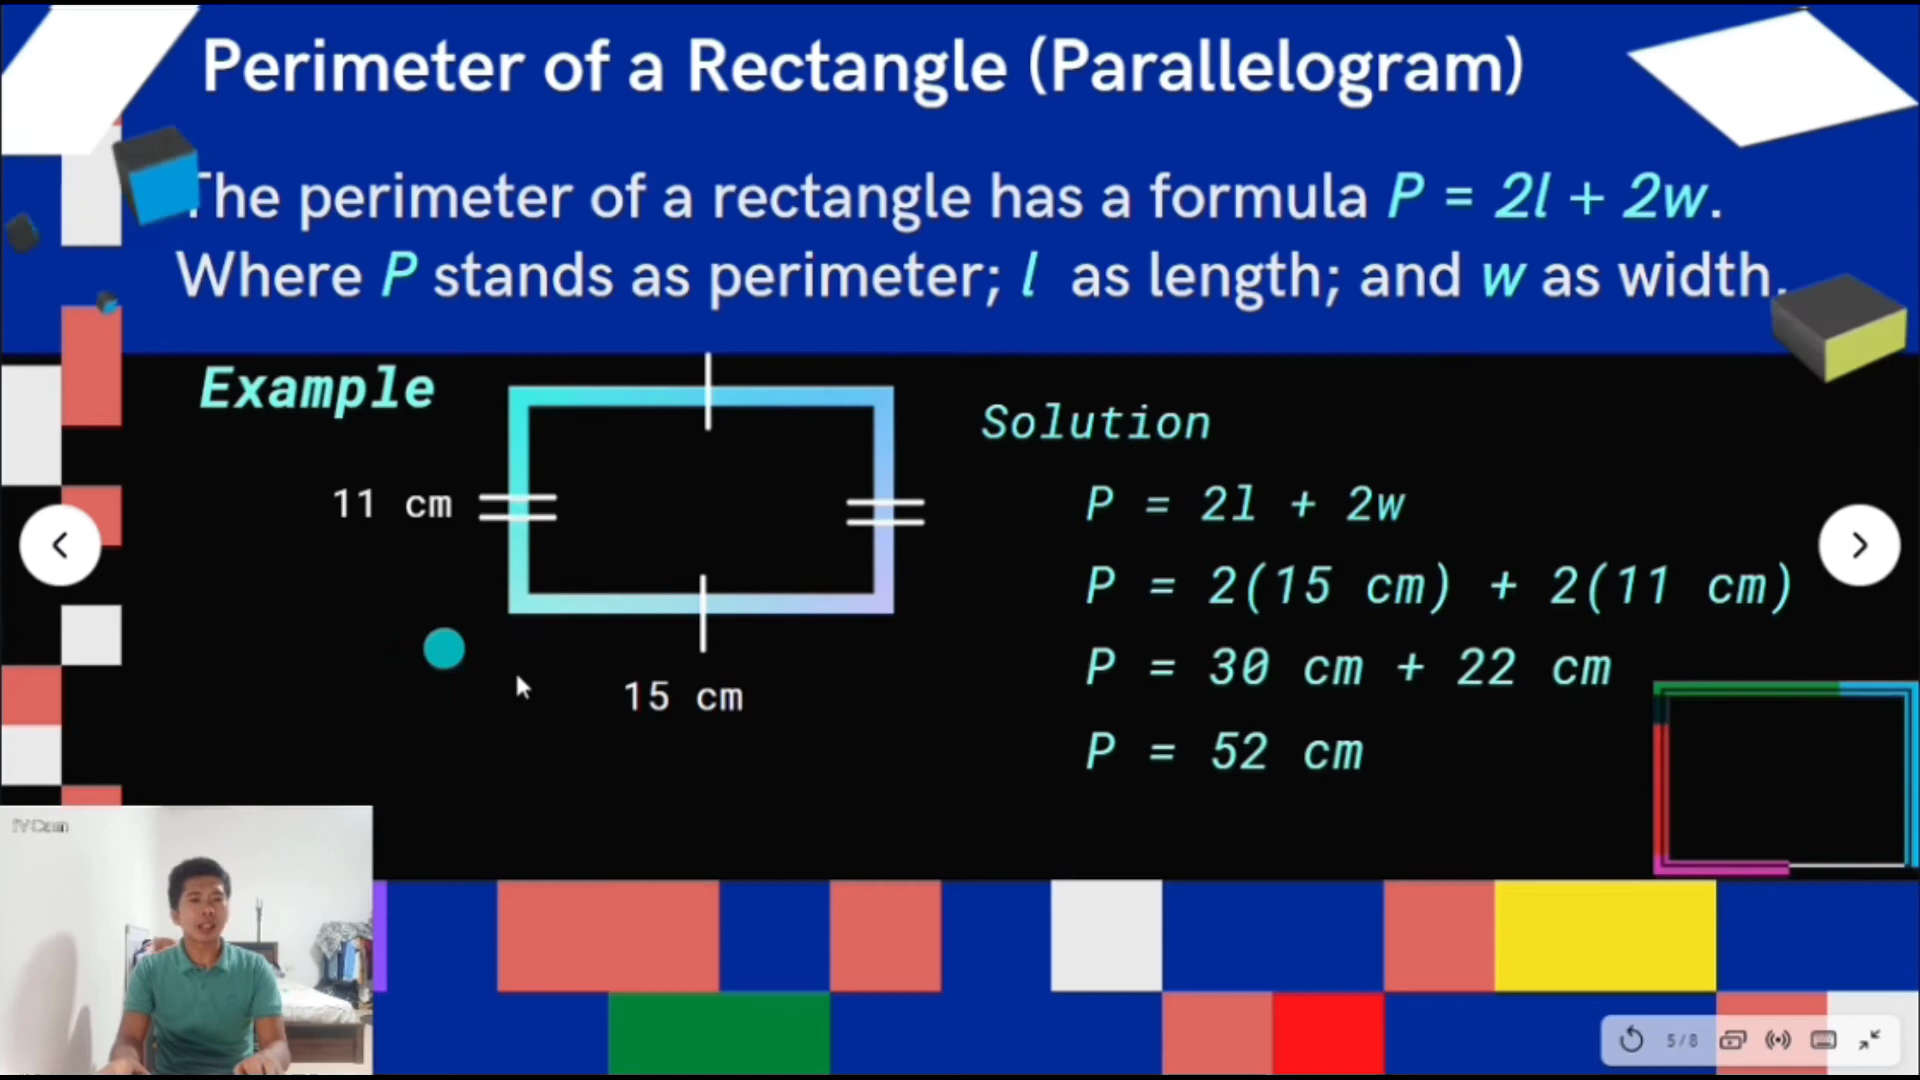 Perimeter of a Rectangle (Parallelogram)
The perimeter of a rectangle has a formula P = 2l + 2w.
Where P stands as perimeter; l as length; and w as width.
Example
11 cm
15 cm
Solution
P = 2l + 2w
P = 2(15 cm) + 2(11 cm)
P = 30 cm + 22 cm
P = 52 cm
iVCam
5/8